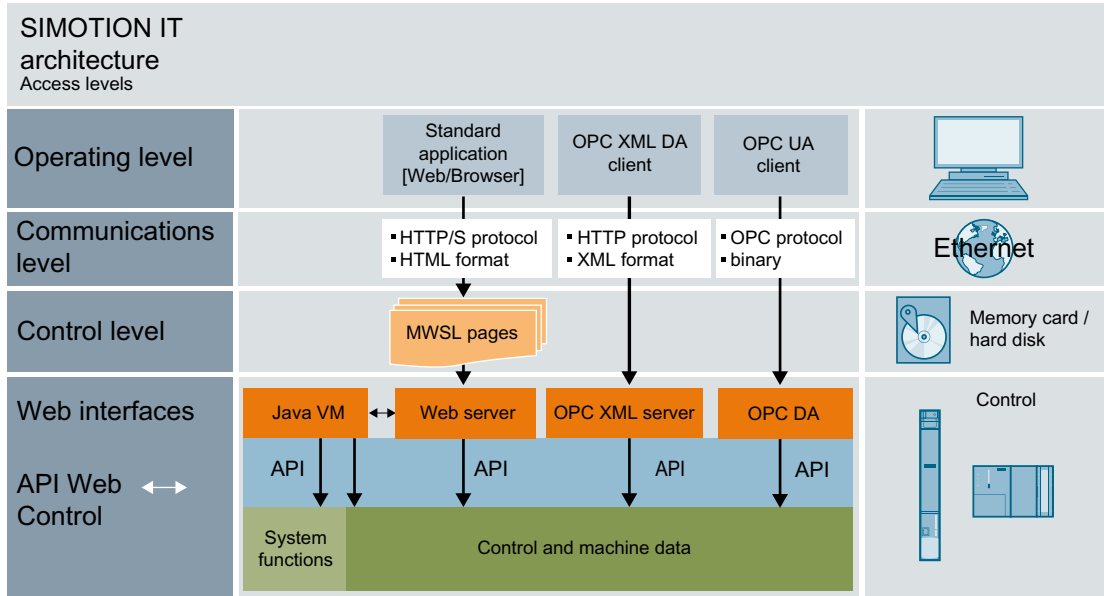 SIMOTION IT
architecture
Access levels
Operating level
Standard
application
[Web/Browser]
OPC XML DA
client
OPC UA
client
Communications
level
▪ HTTP/S protocol
▪ HTML format
▪ HTTP protocol
▪ XML format
▪ OPC protocol
▪ binary
Ethernet
Control level
MWSL pages
Memory card /
hard disk
Web interfaces
Java VM
Web server
OPC XML server
OPC DA
Control
API Web
Control
API
API
API
API
System
functions
Control and machine data